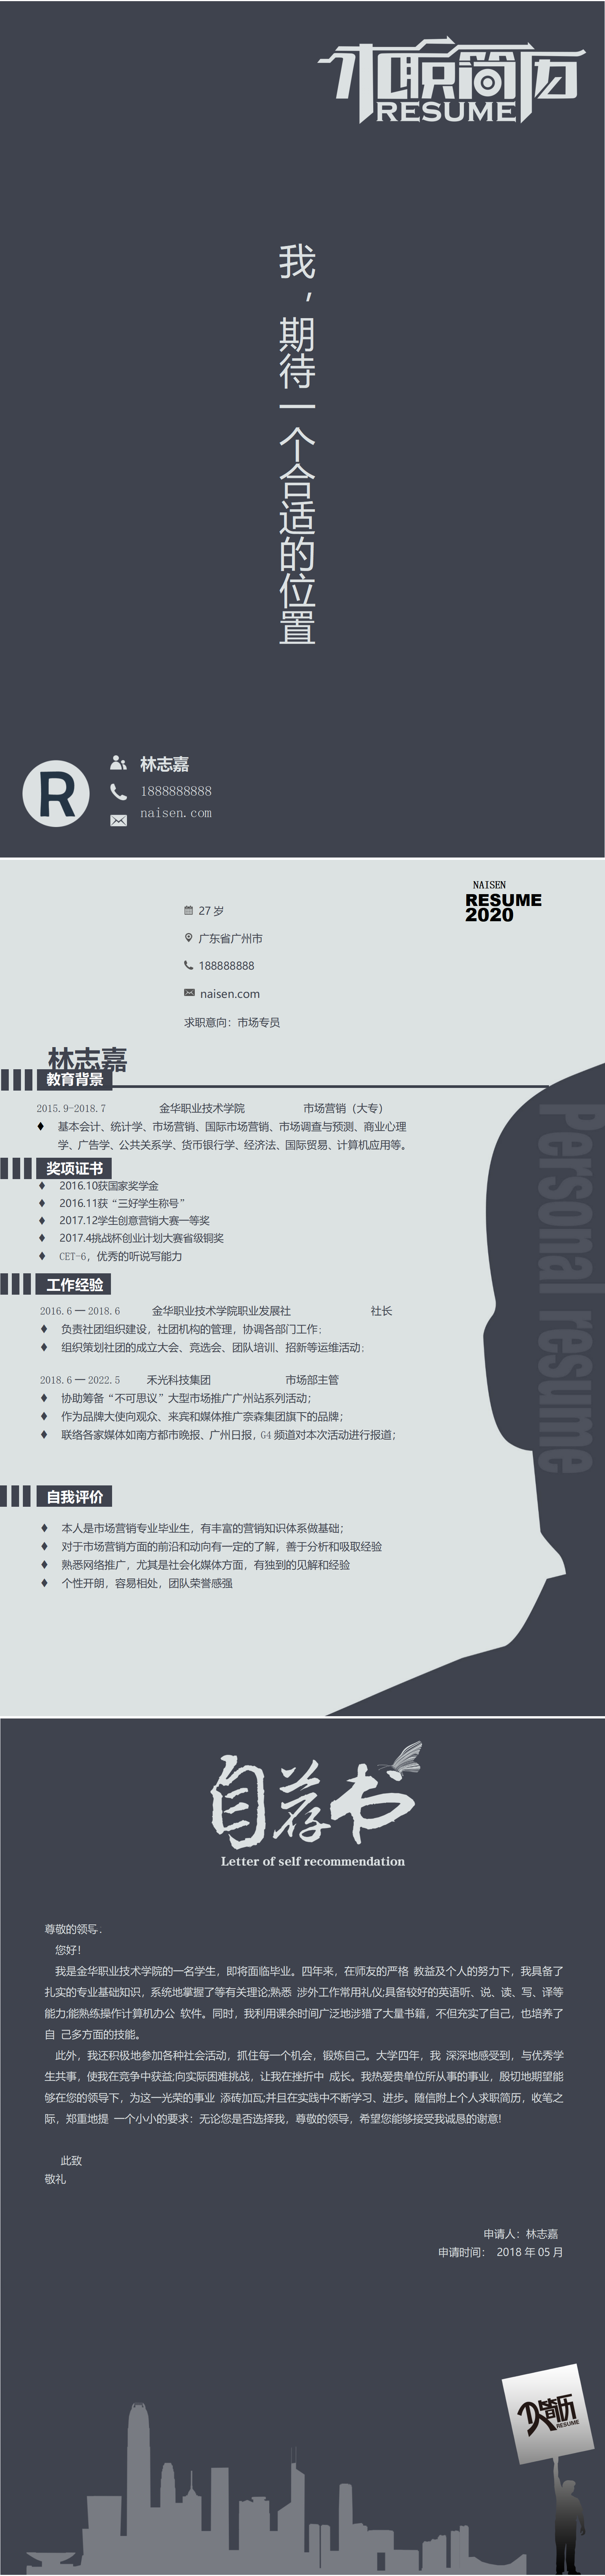 求职简历
RESUME
我，期待一个合适的位置
R
林志嘉
1888888888
naisen.com
NAISEN
RESUME
2020
27 岁
广东省广州市
188888888
naisen.com
求职意向：市场专员
林志嘉
教育背景
2015.9-2018.7 金华职业技术学院 市场营销（大专）
基本会计、统计学、市场营销、国际市场营销、市场调查与预测、商业心理
学、广告学、公共关系学、货币银行学、经济法、国际贸易、计算机应用等。
奖项证书
2016.10获国家奖学金
2016.11获“三好学生称号”
2017.12学生创意营销大赛一等奖
2017.4挑战杯创业计划大赛省级铜奖
CET-6，优秀的听说写能力
工作经验
2016.6 一 2018.6 金华职业技术学院职业发展社 社长
负责社团组织建设，社团机构的管理，协调各部门工作；
组织策划社团的成立大会、竞选会、团队培训、招新等运维活动；
2018.6 一 2022.5 禾光科技集团 市场部主管
协助筹备“不可思议”大型市场推广广州站系列活动；
作为品牌大使向观众、来宾和媒体推广奈森集团旗下的品牌；
联络各家媒体如南方都市晚报、广州日报，G4 频道对本次活动进行报道；
自我评价
本人是市场营销专业毕业生，有丰富的营销知识体系做基础；
对于市场营销方面的前沿和动向有一定的了解，善于分析和吸取经验
熟悉网络推广，尤其是社会化媒体方面，有独到的见解和经验
个性开朗，容易相处，团队荣誉感强
Personal resume
自荐书
Letter of self recommendation
尊敬的领导.
您好！
我是金华职业技术学院的一名学生，即将面临毕业。四年来，在师友的严格 教益及个人的努力下，我具备了
扎实的专业基础知识，系统地掌握了等有关理论;熟悉 涉外工作常用礼仪;具备较好的英语听、说、读、写、译等
能力;能熟练操作计算机办公 软件。同时，我利用课余时间广泛地涉猎了大量书籍，不但充实了自己，也培养了
自 己多方面的技能。
此外，我还积极地参加各种社会活动，抓住每一个机会，锻炼自己。大学四年，我 深深地感受到，与优秀学
生共事，使我在竞争中获益;向实际困难挑战，让我在挫折中 成长。我热爱贵单位所从事的事业，殷切地期望能
够在您的领导下，为这一光荣的事业 添砖加瓦;并且在实践中不断学习、进步。随信附上个人求职简历，收笔之
际，郑重地提 一个小小的要求：无论您是否选择我，尊敬的领导，希望您能够接受我诚恳的谢意!
此致
敬礼
申请人：林志嘉
申请时间： 2018 年 05 月
简历
RESUME